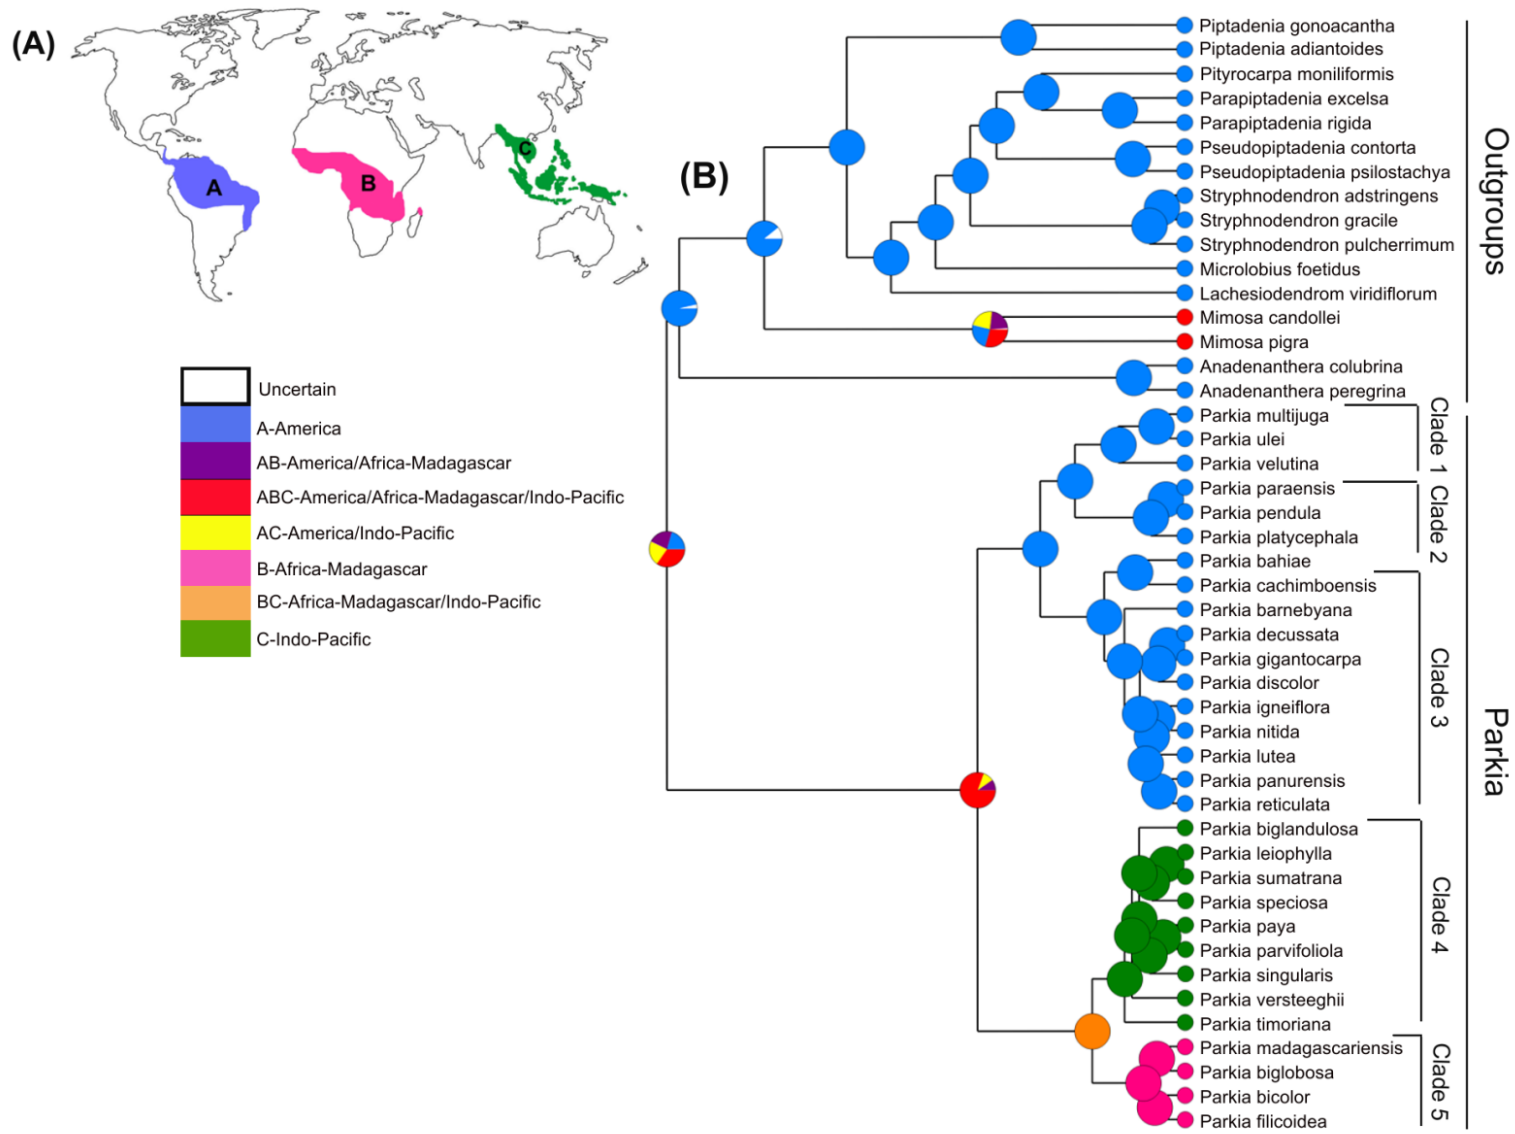 (A)
A
B
C
Uncertain
A-America
AB-America/Africa-Madagascar
ABC-America/Africa-Madagascar/Indo-Pacific
AC-America/Indo-Pacific
B-Africa-Madagascar
BC-Africa-Madagascar/Indo-Pacific
C-Indo-Pacific
(B)
Piptadenia gonoacantha
Piptadenia adiantoides
Pityrocarpa moniliformis
Parapiptadenia excelsa
Parapiptadenia rigida
Pseudopiptadenia contorta
Pseudopiptadenia psilostachya
Stryphnodendron adstringens
Stryphnodendron gracile
Stryphnodendron pulcherrimum
Microlobius foetidus
Lachesiodendrom viridiflorum
Mimosa candollei
Mimosa pigra
Anadenanthera colubrina
Anadenanthera peregrina
Parkia multijuga
Parkia ulei
Parkia velutina
Parkia paraensis
Parkia pendula
Parkia platycephala
Parkia bahiae
Parkia cachimboensis
Parkia barnebyana
Parkia decussata
Parkia gigantocarpa
Parkia discolor
Parkia igneiflora
Parkia nitida
Parkia lutea
Parkia panurensis
Parkia reticulata
Parkia biglandulosa
Parkia leiophylla
Parkia sumatrana
Parkia speciosa
Parkia paya
Parkia parvifoliola
Parkia singularis
Parkia versteeghii
Parkia timoriana
Parkia madagascariensis
Parkia biglobosa
Parkia bicolor
Parkia filicoidea
Clade 1
Clade 2
Clade 3
Clade 4
Clade 5
Outgroups
Parkia